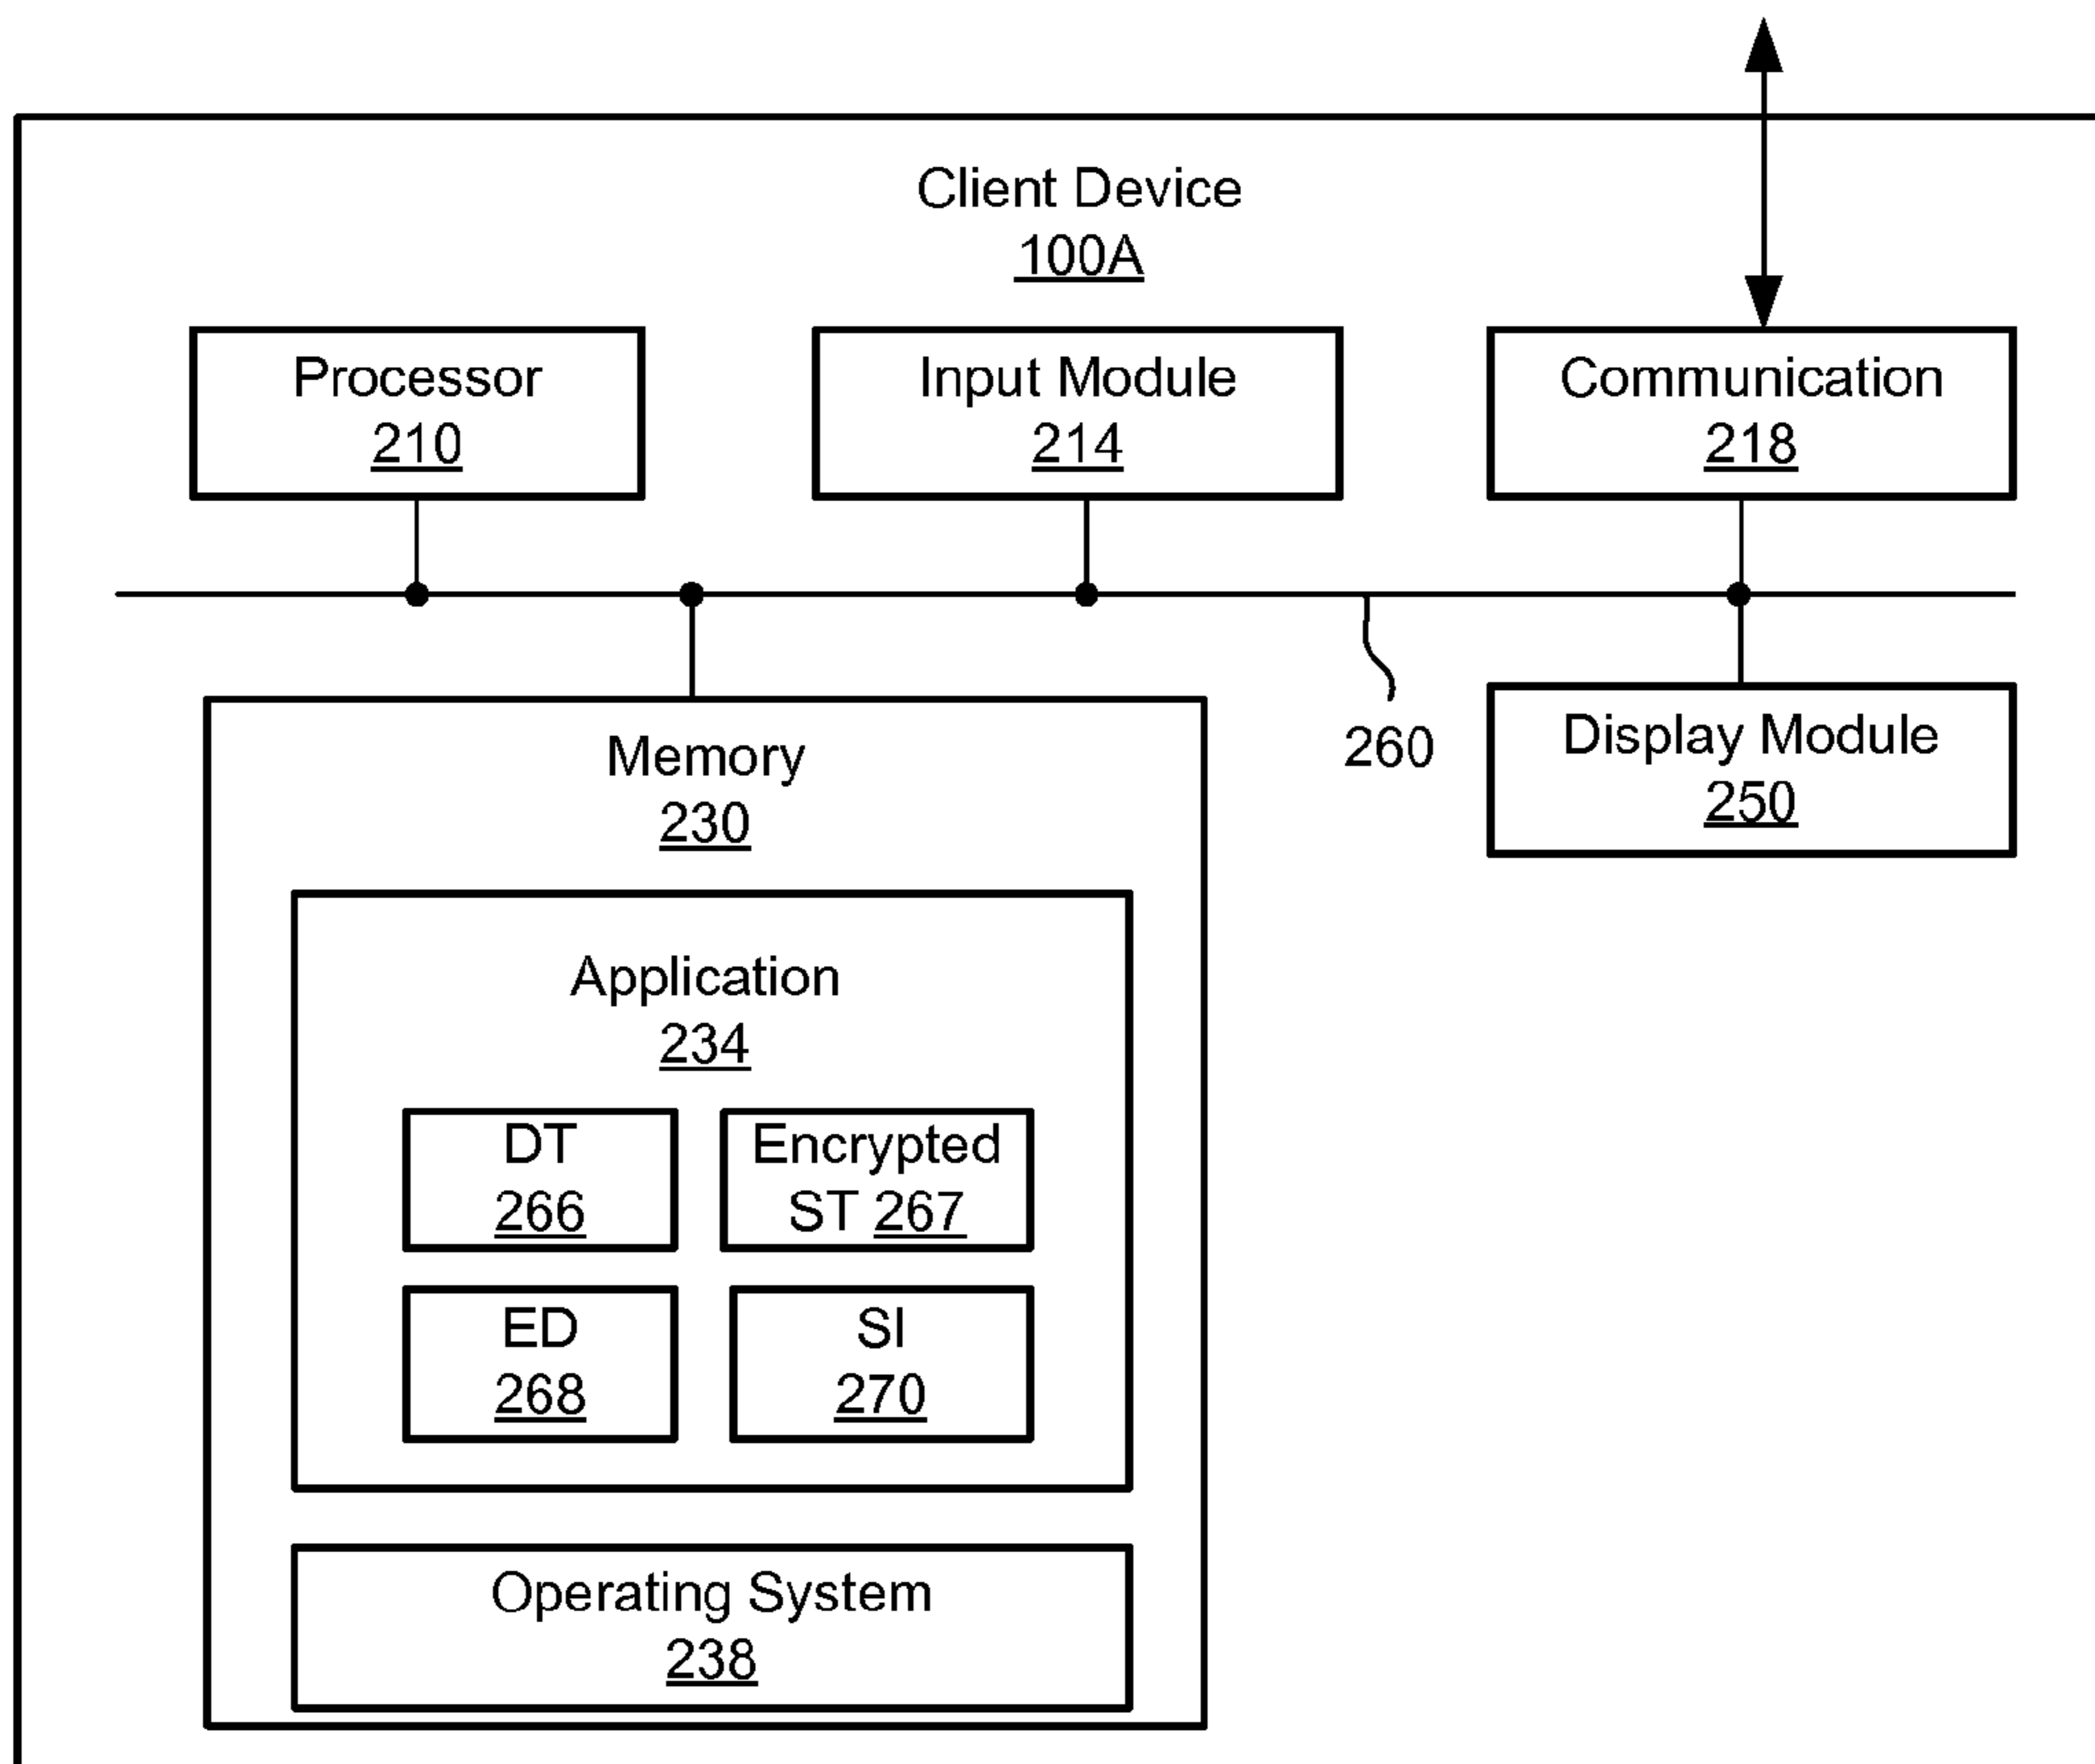 Client Device
100A
Processor
210
Input Module
214
Communication
218
260
Display Module
250
Memory
230
Application
234
DT
266
Encrypted
ST 267
ED
268
SI
270
Operating System
238